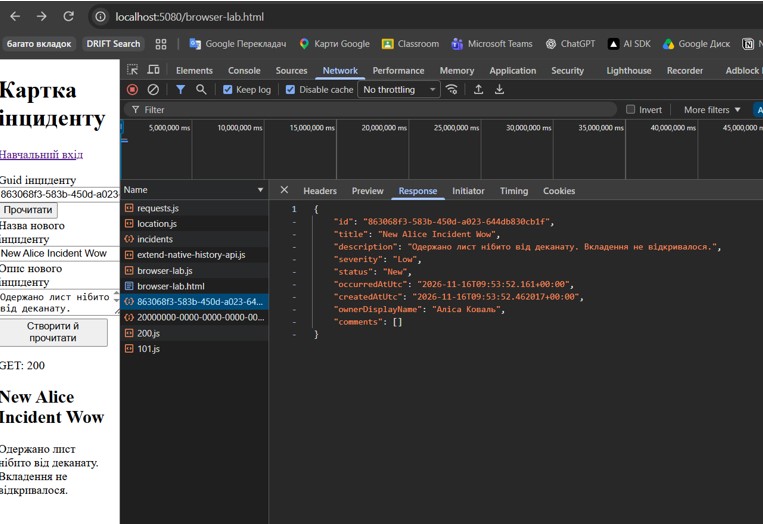 localhost:5080/browser-lab.html
багато вкладок DRIFT Search Google Перекладач Карти Google Classroom Microsoft Teams ChatGPT AI SDK Google Диск
Картка
інциденту
Навчальний вхід
Guid інциденту
863068f3-583b-450d-a023-
Прочитати
Назва нового
інциденту
New Alice Incident Wow
Опис нового
інциденту
Одержано лист нібито
від деканату.
Створити й
прочитати
GET: 200
New Alice
Incident Wow
Одержано лист
нібито від деканату.
Вкладення не
відкривалося.
Elements Console Sources Network Performance Memory Application Security Lighthouse Recorder Adblock
Keep log Disable cache No throttling
Filter Invert More filters
5,000,000 ms 10,000,000 ms 15,000,000 ms 20,000,000 ms 25,000,000 ms 30,000,000 ms 35,000,000 ms 40,000,000 ms 45,000,0
Name
requests.js
location.js
incidents
extend-native-history-api.js
browser-lab.js
browser-lab.html
863068f3-583b-450d-a023-64...
20000000-0000-0000-0000-00...
200.js
101.js
Headers Preview Response Initiator Timing Cookies
1 {
- "id": "863068f3-583b-450d-a023-644db830cb1f",
- "title": "New Alice Incident Wow",
- "description": "Одержано лист нібито від деканату. Вкладення не відкривалося.",
- "severity": "Low",
- "status": "New",
- "occurredAtUtc": "2026-11-16T09:53:52.161+00:00",
- "createdAtUtc": "2026-11-16T09:53:52.462017+00:00",
- "ownerDisplayName": "Аліса Коваль",
- "comments": []
- }